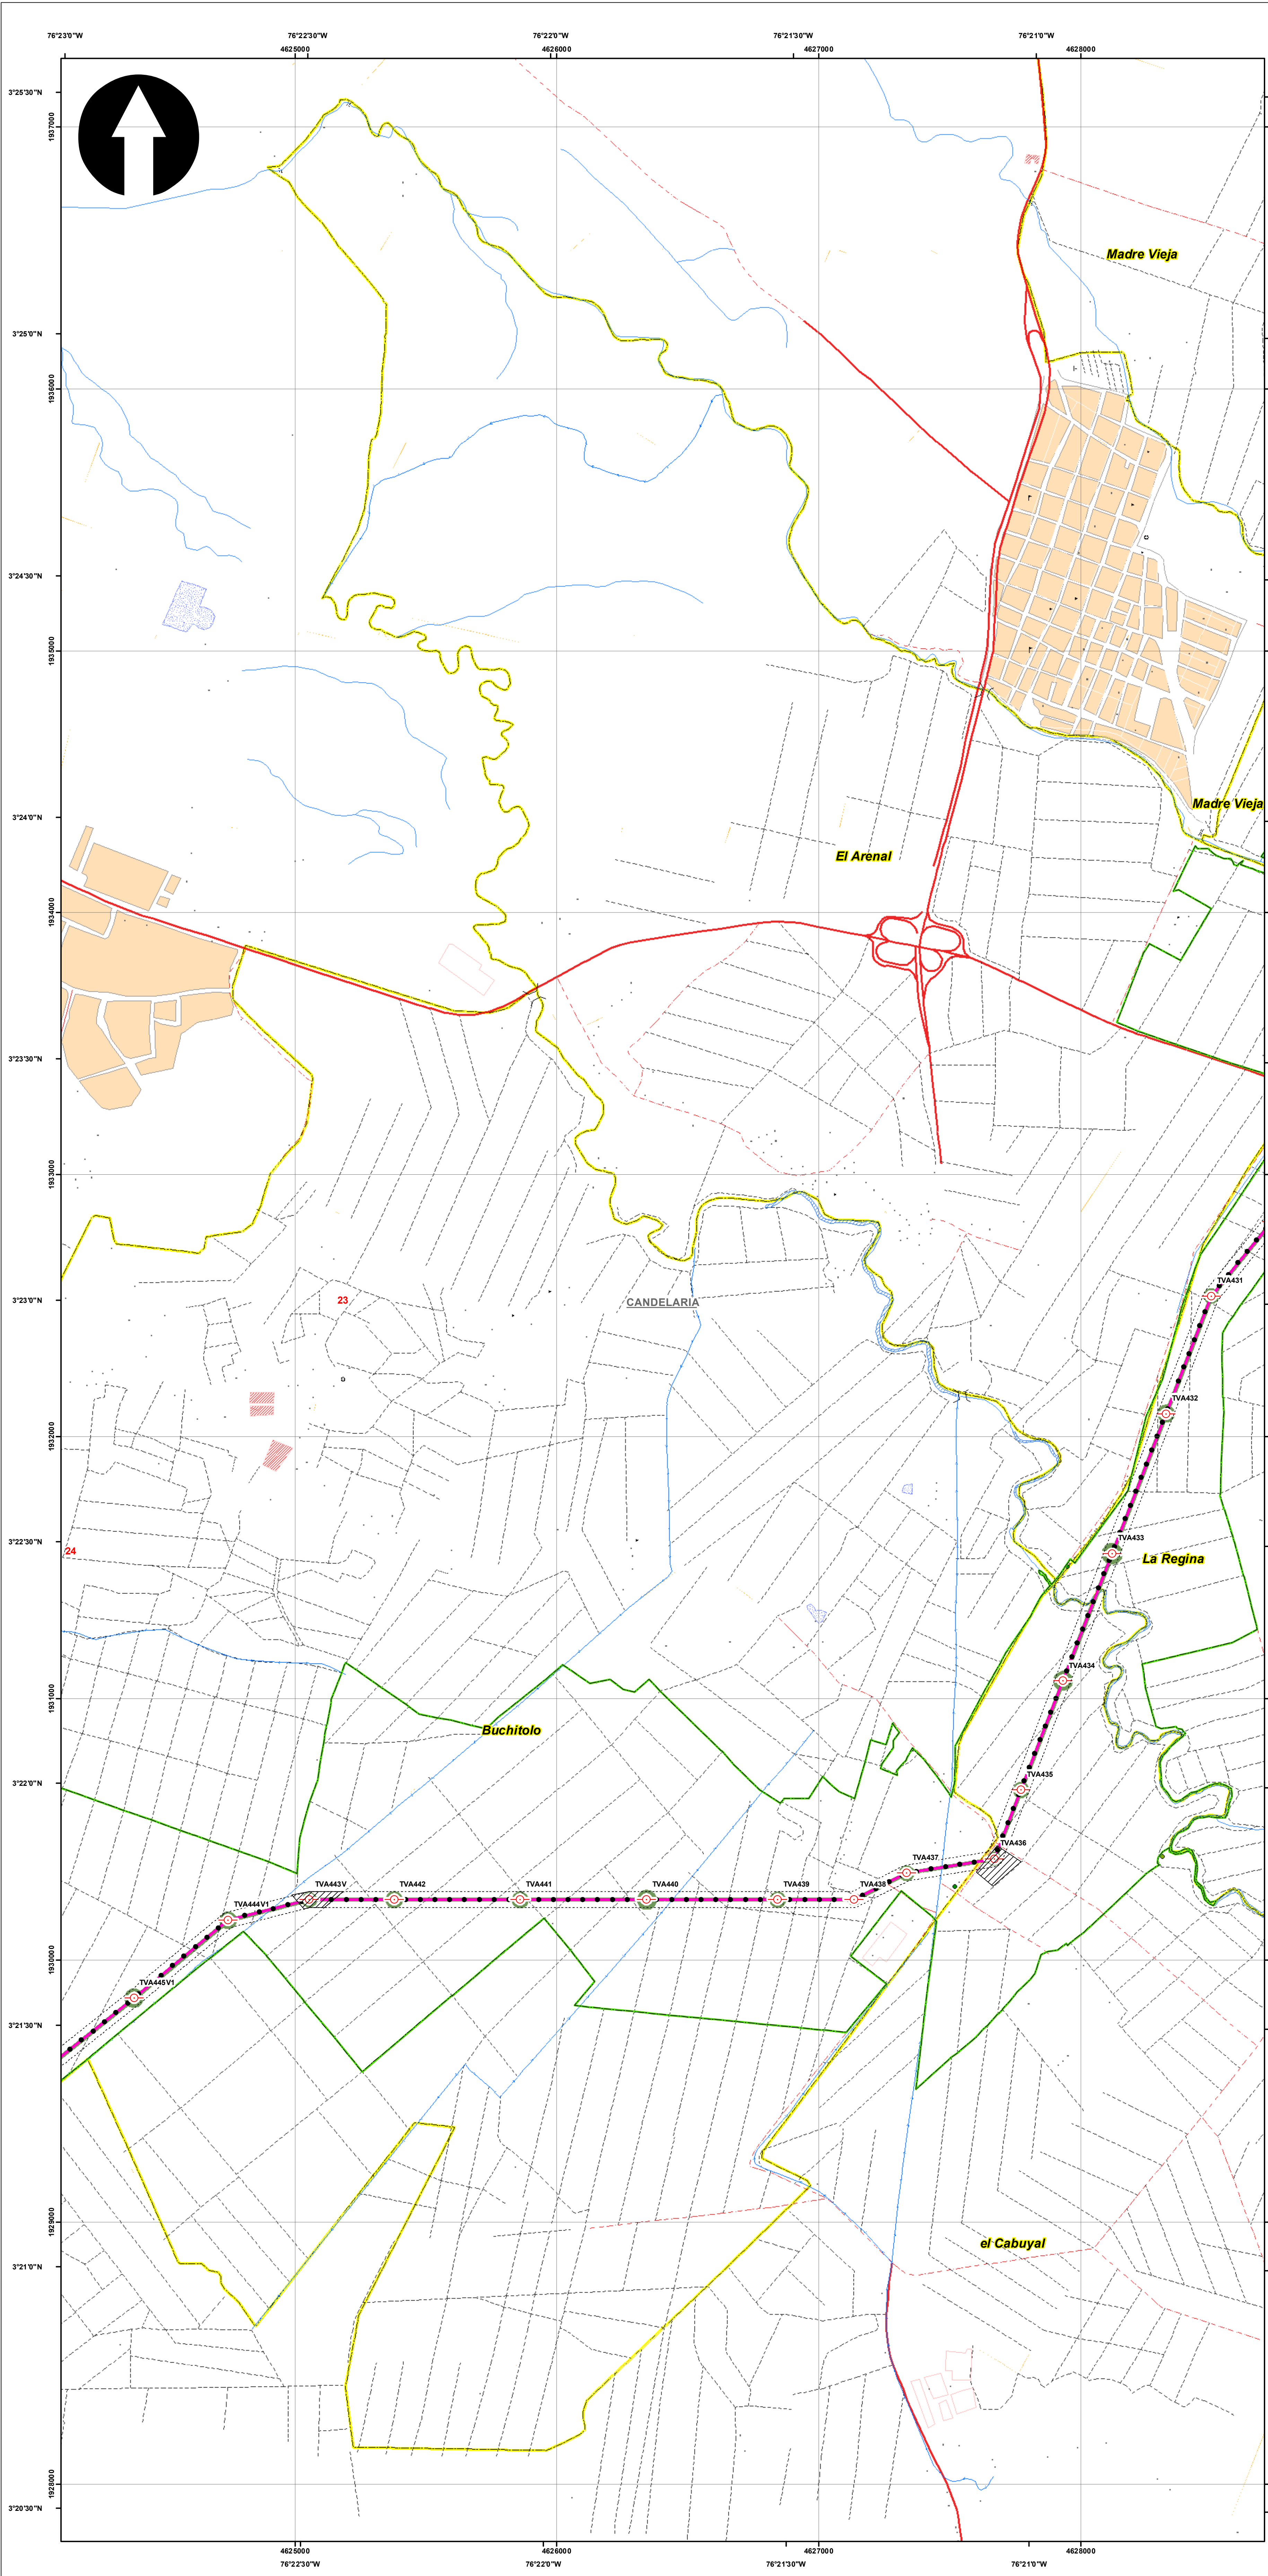 76°23'0"W 76°22'30"W 76°22'0"W 76°21'30"W 76°21'0"W
4625000 4626000 4627000 4628000
3°25'30"N
1937000
Madre Vieja
3°25'0"N
1936000
3°24'30"N
1935000
3°24'0"N
Madre Vieja
El Arenal
1934000
3°23'30"N
1933000
3°23'0"N
23
CANDELARIA
TVA431
TVA432
1932000
3°22'30"N
24
TVA433
La Regina
TVA434
1931000
Buchitolo
3°22'0"N
TVA435
TVA436
TVA437
TVA443V TVA442 TVA441 TVA440 TVA439 TVA438
TVA444V1
1930000
TVA445V1
3°21'30"N
1929000
el Cabuyal
3°21'0"N
1928000
3°20'30"N
4625000 4626000 4627000 4628000
76°22'30"W 76°22'0"W 76°21'30"W 76°21'0"W